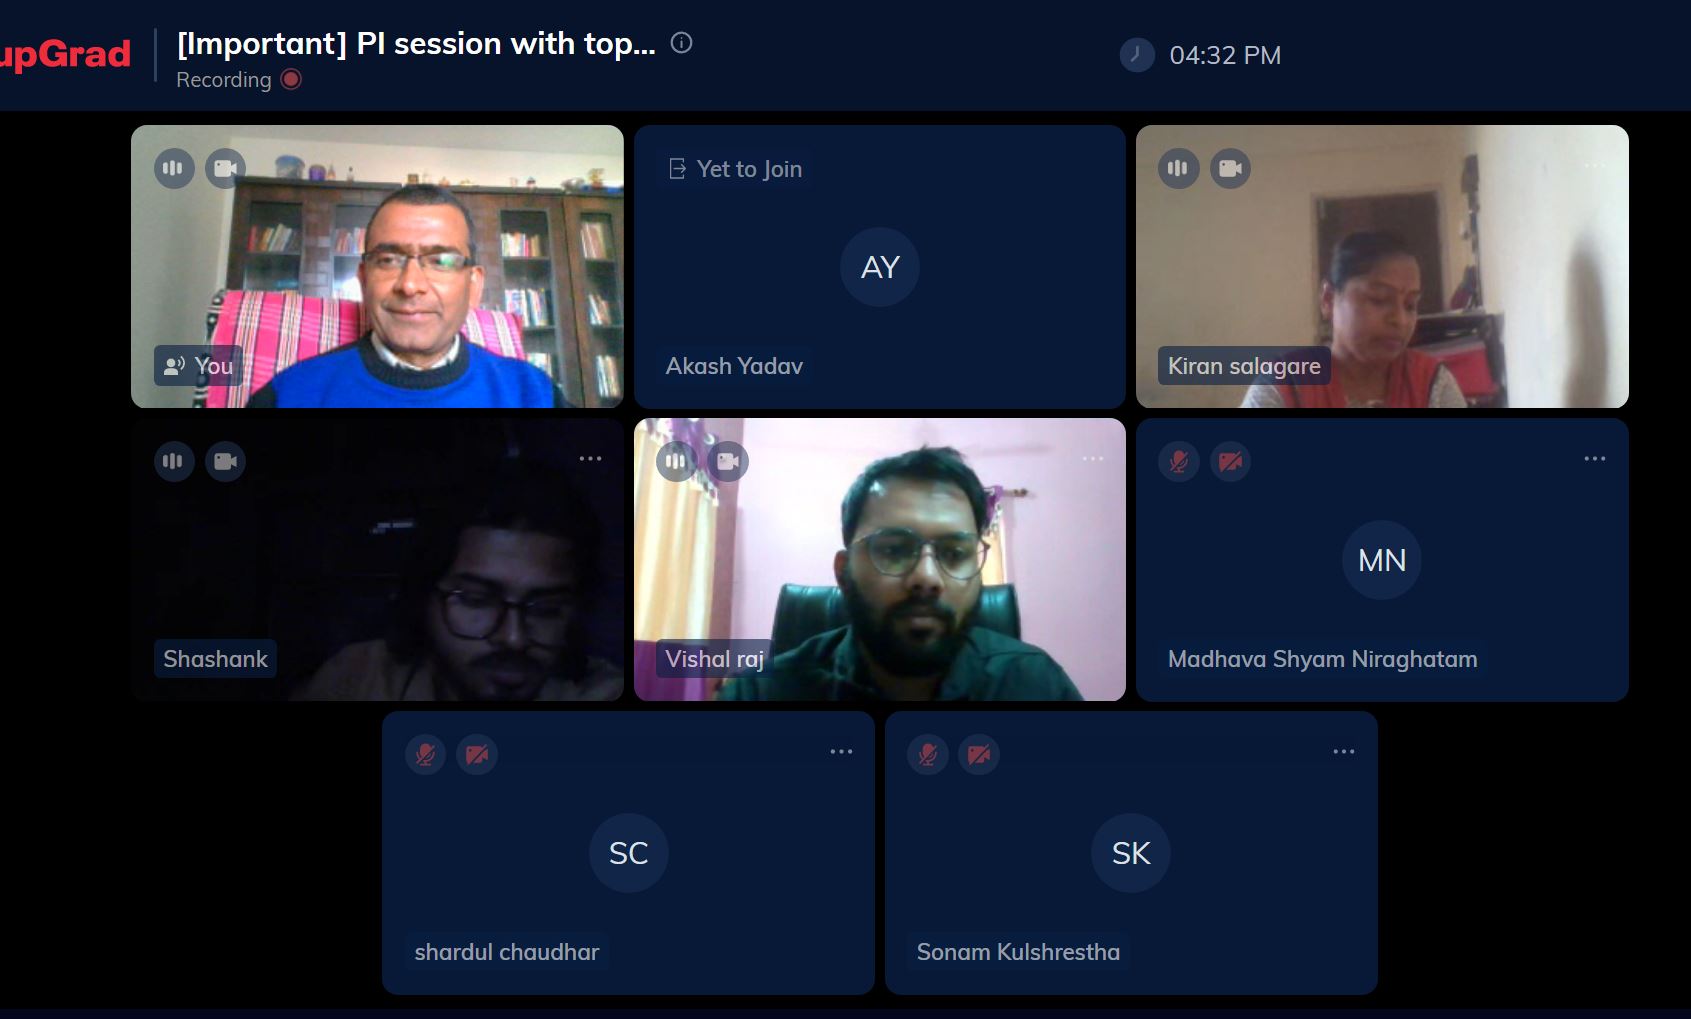 upGrad
[Important] PI session with top...
Recording
04:32 PM
You
Yet to Join
AY
Akash Yadav
Kiran salagare
Shashank
Vishal raj
MN
Madhava Shyam Niraghatam
SC
shardul chaudhar
SK
Sonam Kulshrestha